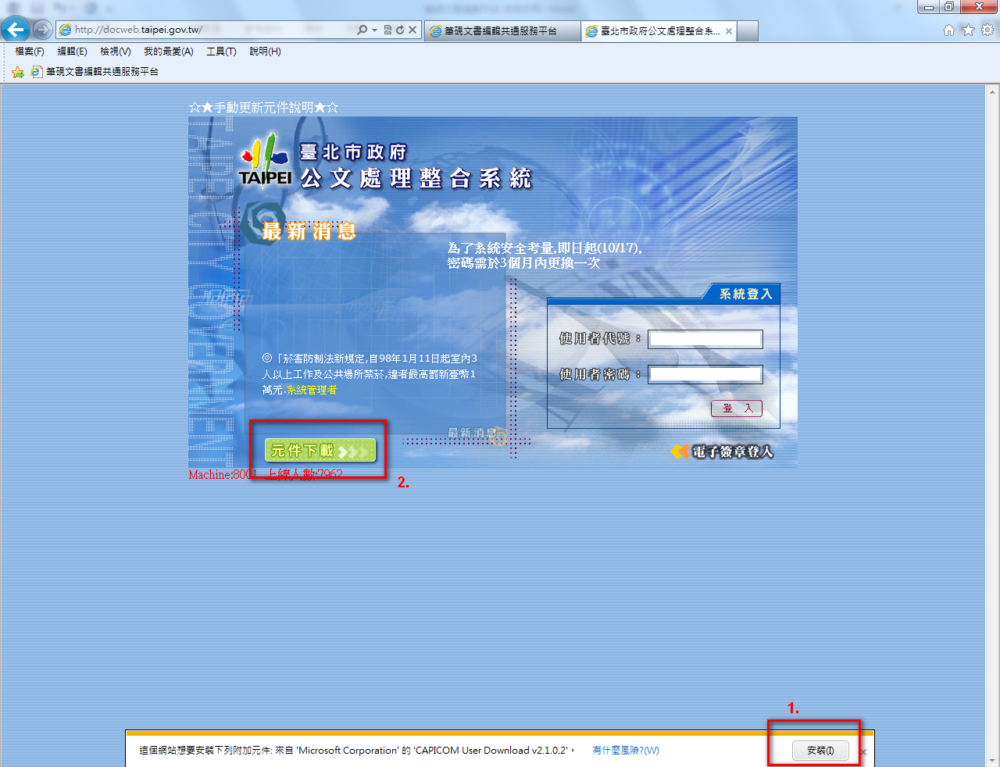 http://docweb.taipei.gov.tw/
筆硯文書編輯共通服務平台
臺北市政府公文處理整合系...
檔案(F) 編輯(E) 檢視(V) 我的最愛(A) 工具(T) 說明(H)
筆硯文書編輯共通服務平台
☆★手動更新元件說明★☆
臺北市政府
TAIPEI 公文處理整合系統
最新消息
為了系統安全考量,即日起(10/17),
密碼需於3個月內更換一次
系統登入
使用者代號：
◎「菸害防制法新規定,自98年1月11日起室內3
人以上工作及公共場所禁菸,違者最高罰新臺幣1
萬元.系統管理者
使用者密碼：
登 入
最新消息
元件下載
電子簽章登入
Machine:8001 上線人數:7962
2.
1.
這個網站想要安裝下列附加元件: 來自 'Microsoft Corporation' 的 'CAPICOM User Download v2.1.0.2'。 有什麼風險?(W) 安裝(I)